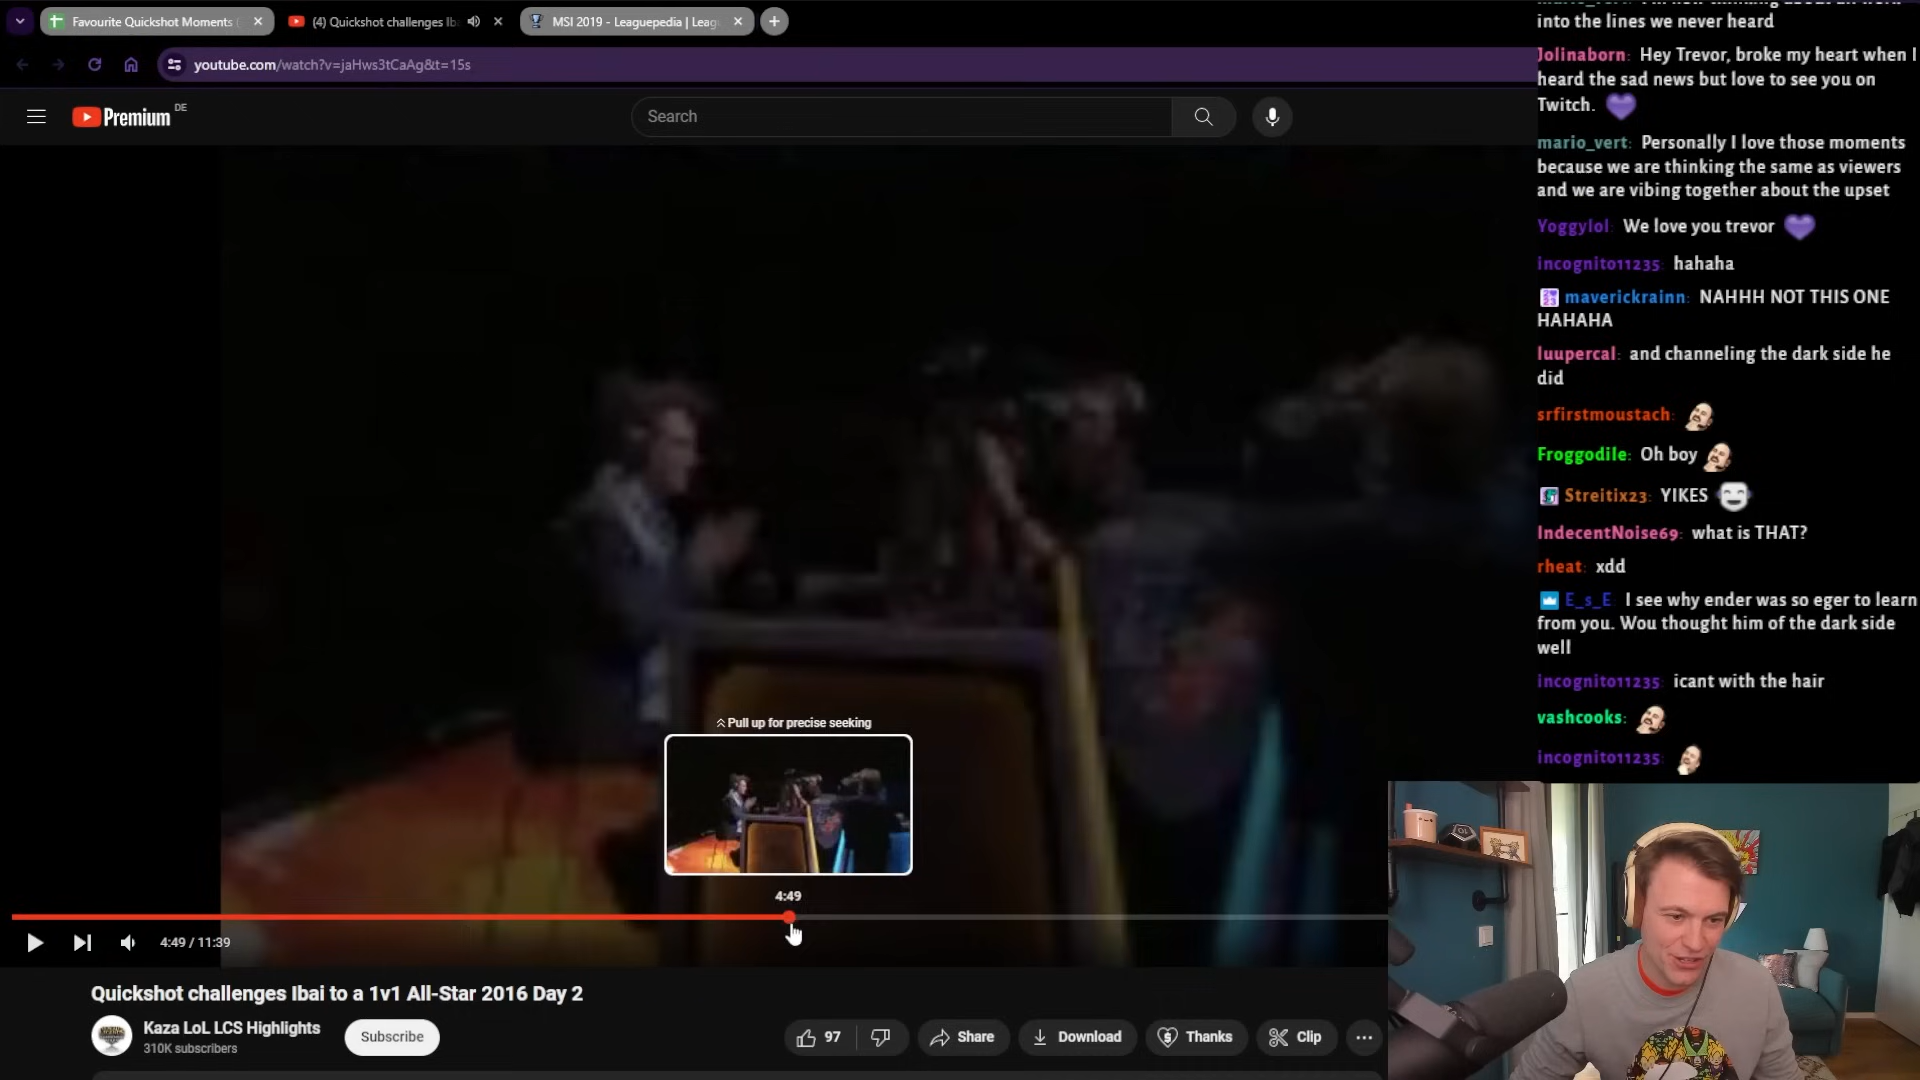 Favourite Quickshot Moments
(4) Quickshot challenges Ib
MSI 2019 - Leaguepedia | Leag
youtube.com/watch?v=jaHws3tCaAg&t=15s
Premium
DE
Search
into the lines we never heard
Jolinaborn: Hey Trevor, broke my heart when I
heard the sad news but love to see you on
Twitch.
mario_vert: Personally I love those moments
because we are thinking the same as viewers
and we are vibing together about the upset
Yoggylol: We love you trevor
incognito11235: hahaha
maverickrainn: NAHHH NOT THIS ONE
HAHAHA
luupercal: and channeling the dark side he
did
srfirstmoustach:
Froggodile: Oh boy
Streitix23: YIKES
IndecentNoise69: what is THAT?
rheat: xdd
E_s_E: I see why ender was so eger to learn
from you. Wou thought him of the dark side
well
incognito11235: icant with the hair
vashcooks:
incognito11235:
Pull up for precise seeking
4:49
4:49 / 11:39
Quickshot challenges Ibai to a 1v1 All-Star 2016 Day 2
Kaza LoL LCS Highlights
310K subscribers
Subscribe
97
Share
Download
Thanks
Clip